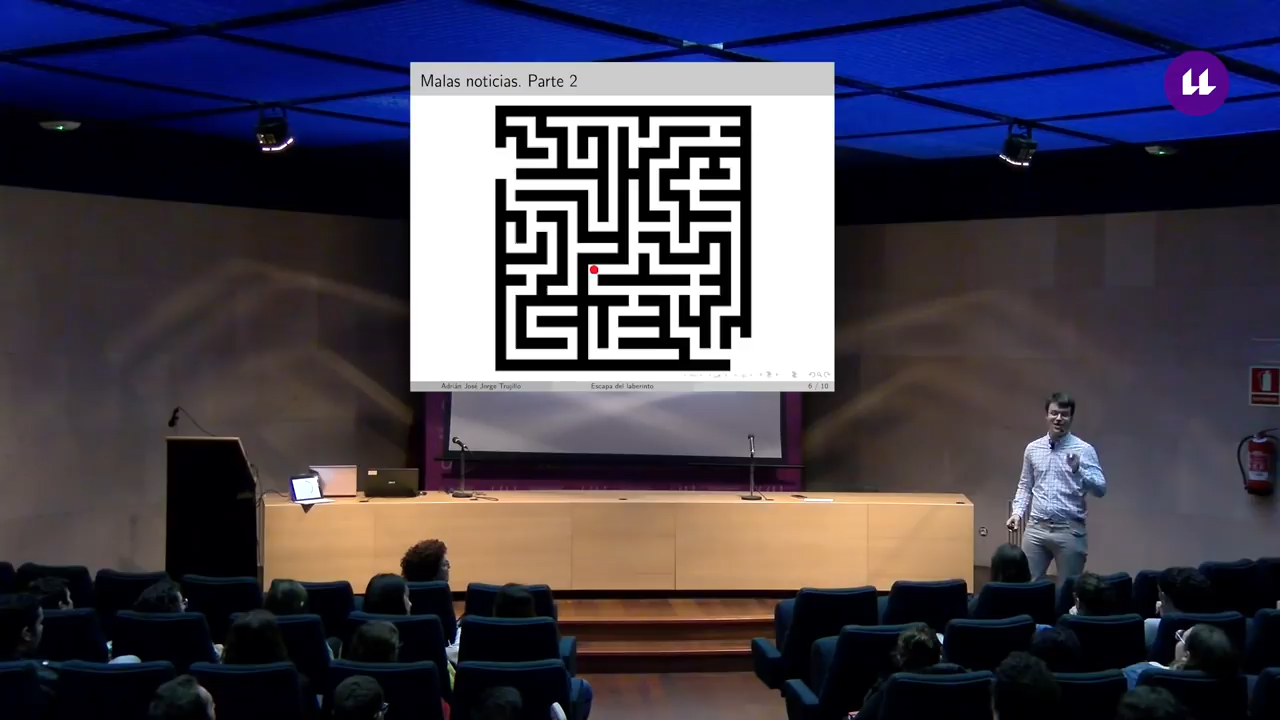 Malas noticias. Parte 2
Adrián José Jorge Trujillo
Escapa del laberinto
6 / 10